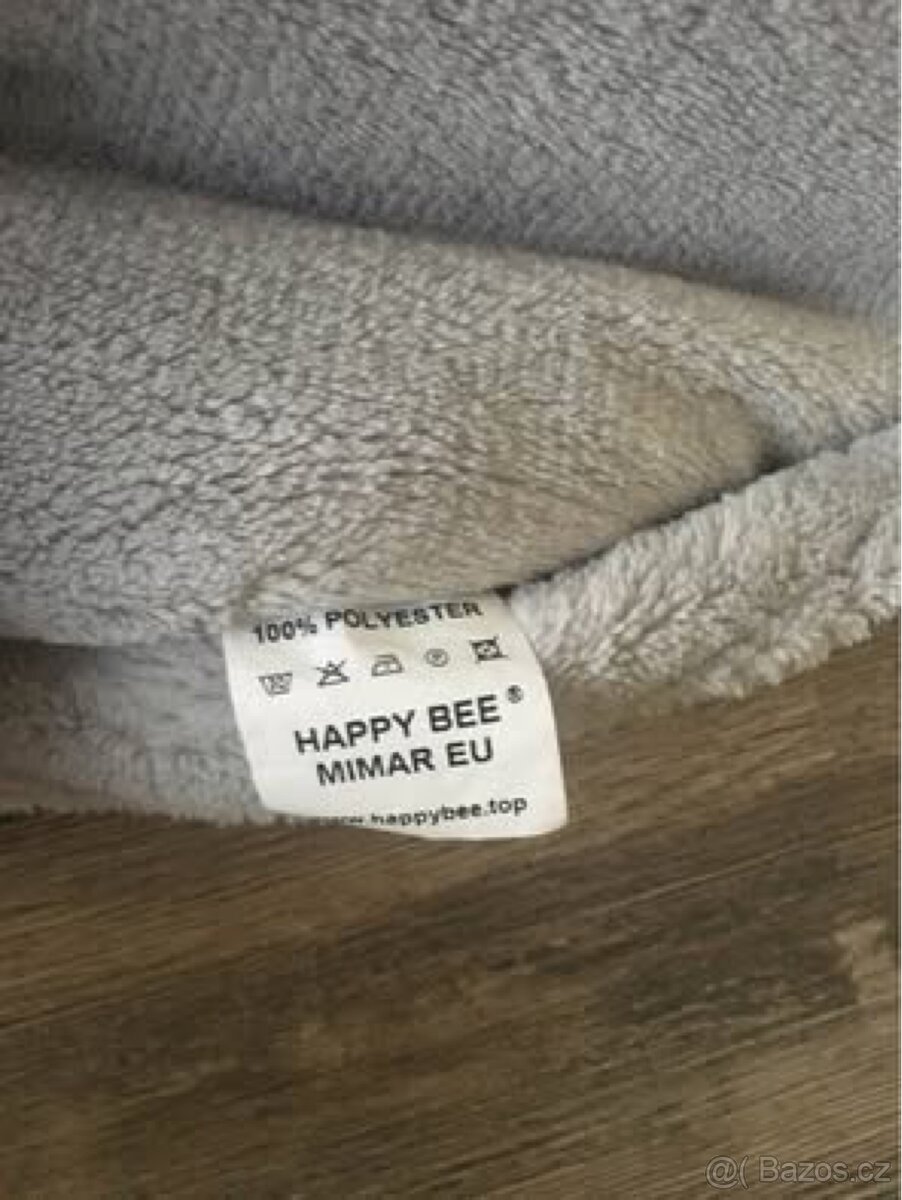 100% POLYESTER
HAPPY BEE ®
MIMAR EU
www.happybee.top
@( Bazos.cz